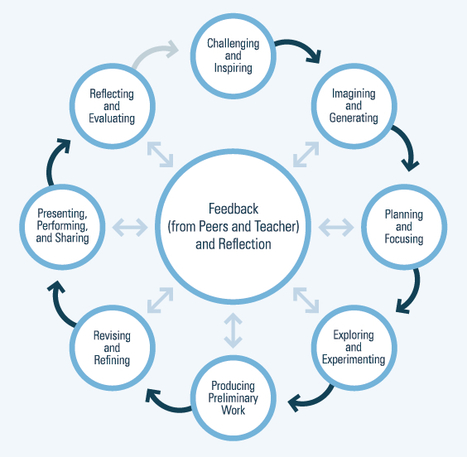 Challenging
and
Inspiring
Imagining
and
Generating
Planning
and
Focusing
Exploring
and
Experimenting
Producing
Preliminary
Work
Revising
and
Refining
Presenting,
Performing,
and Sharing
Reflecting
and
Evaluating
Feedback
(from Peers and Teacher)
and Reflection